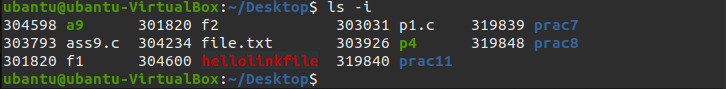 ubantu@ubantu-VirtualBox:~/Desktop$ ls -i
304598 a9 301820 f2 303031 p1.c 319839 prac7
303793 ass9.c 304234 file.txt 303926 p4 319848 prac8
301820 f1 304600 hellolinkfile 319840 prac11
ubantu@ubantu-VirtualBox:~/Desktop$